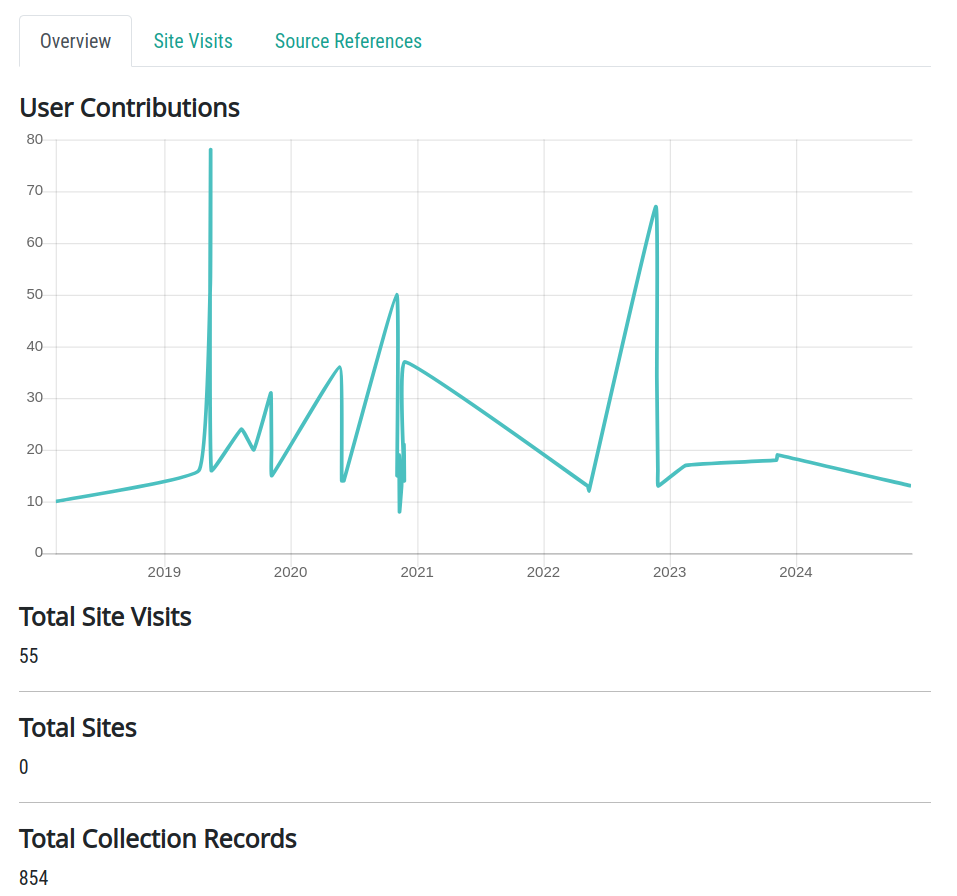 Overview Site Visits Source References
User Contributions
80
70
60
50
40
30
20
10
0
2019 2020 2021 2022 2023 2024
Total Site Visits
55
Total Sites
0
Total Collection Records
854